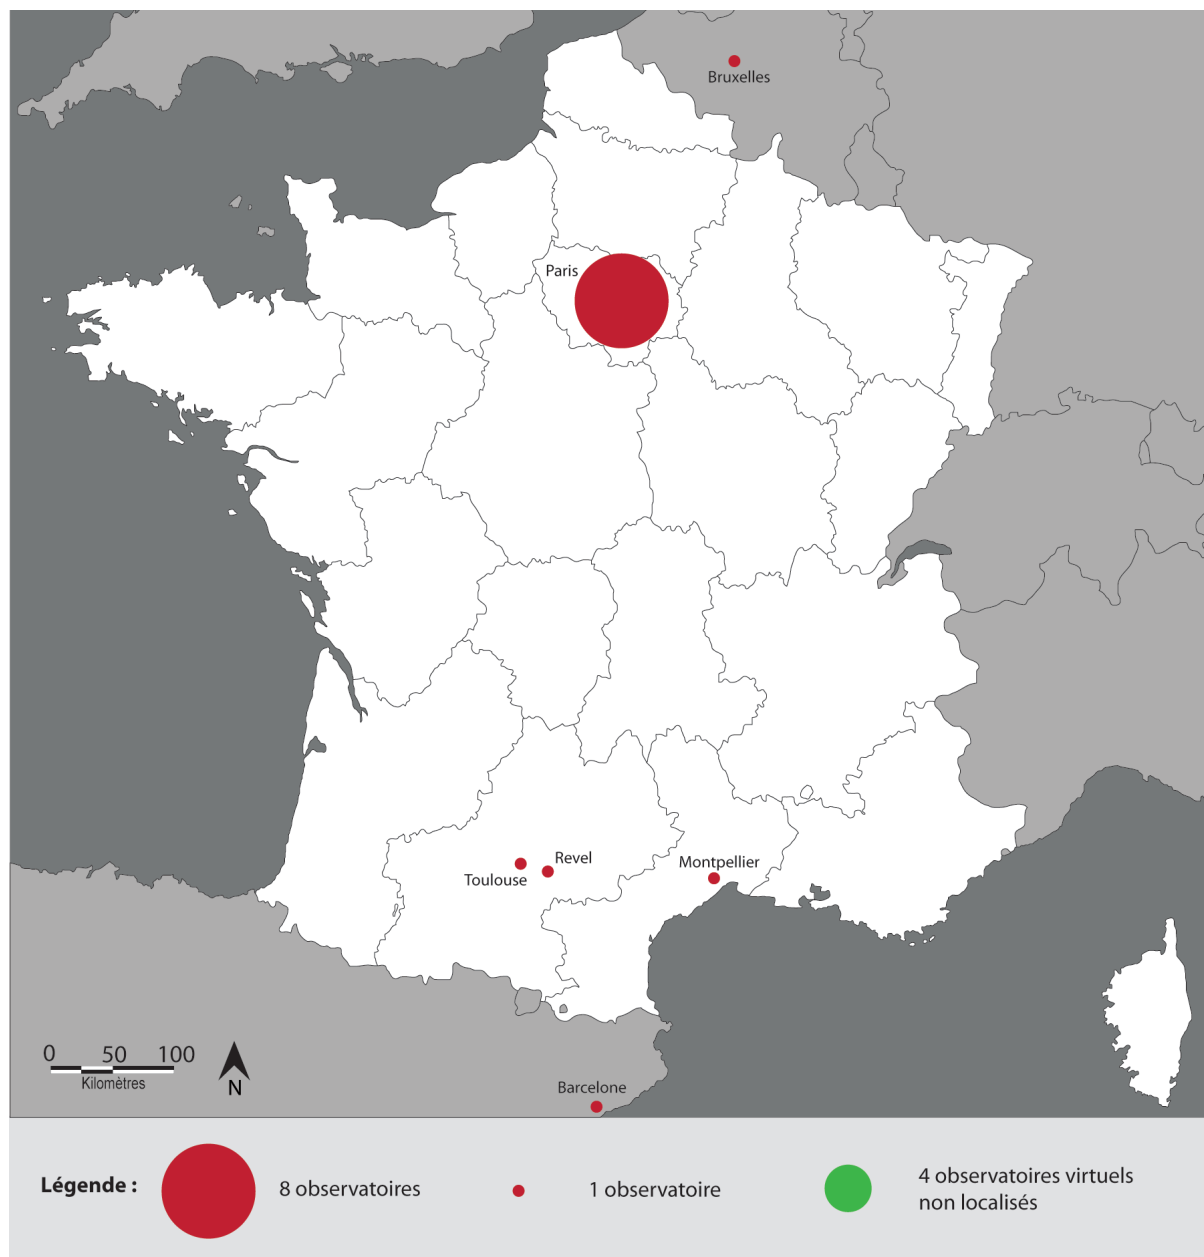 Bruxelles
Paris
Revel
Toulouse
Montpellier
0 50 100
Kilomètres
N
Barcelone
Légende :
8 observatoires
1 observatoire
4 observatoires virtuels
non localisés